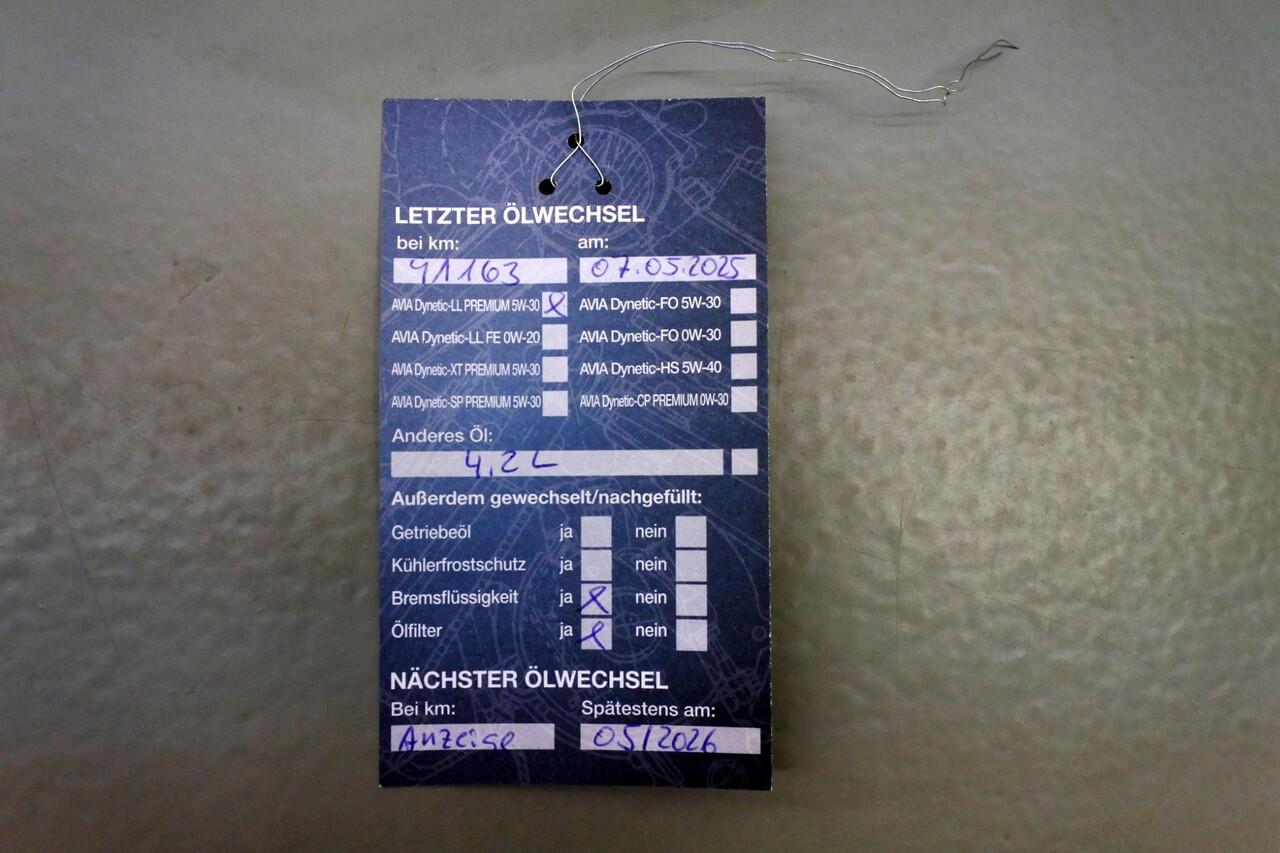 LETZTER ÖLWECHSEL
bei km: am:
91163 07.05.2025
AVIA Dynetic-LL PREMIUM 5W-30 AVIA Dynetic-FO 5W-30
AVIA Dynetic-LL FE 0W-20 AVIA Dynetic-FO 0W-30
AVIA Dynetic-XT PREMIUM 5W-30 AVIA Dynetic-HS 5W-40
AVIA Dynetic-SP PREMIUM 5W-30 AVIA Dynetic-CP PREMIUM 0W-30
Anderes Öl:
4,2 L
Außerdem gewechselt/nachgefüllt:
Getriebeöl ja nein
Kühlerfrostschutz ja nein
Bremsflüssigkeit ja nein
Ölfilter ja nein
NÄCHSTER ÖLWECHSEL
Bei km: Spätestens am:
Anzeige 05/2026